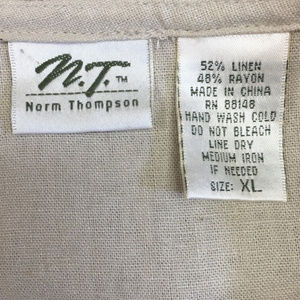 N.T.™
Norm Thompson
52% LINEN
48% RAYON
MADE IN CHINA
RN 88148
HAND WASH COLD
DO NOT BLEACH
LINE DRY
MEDIUM IRON
IF NEEDED
SIZE: XL